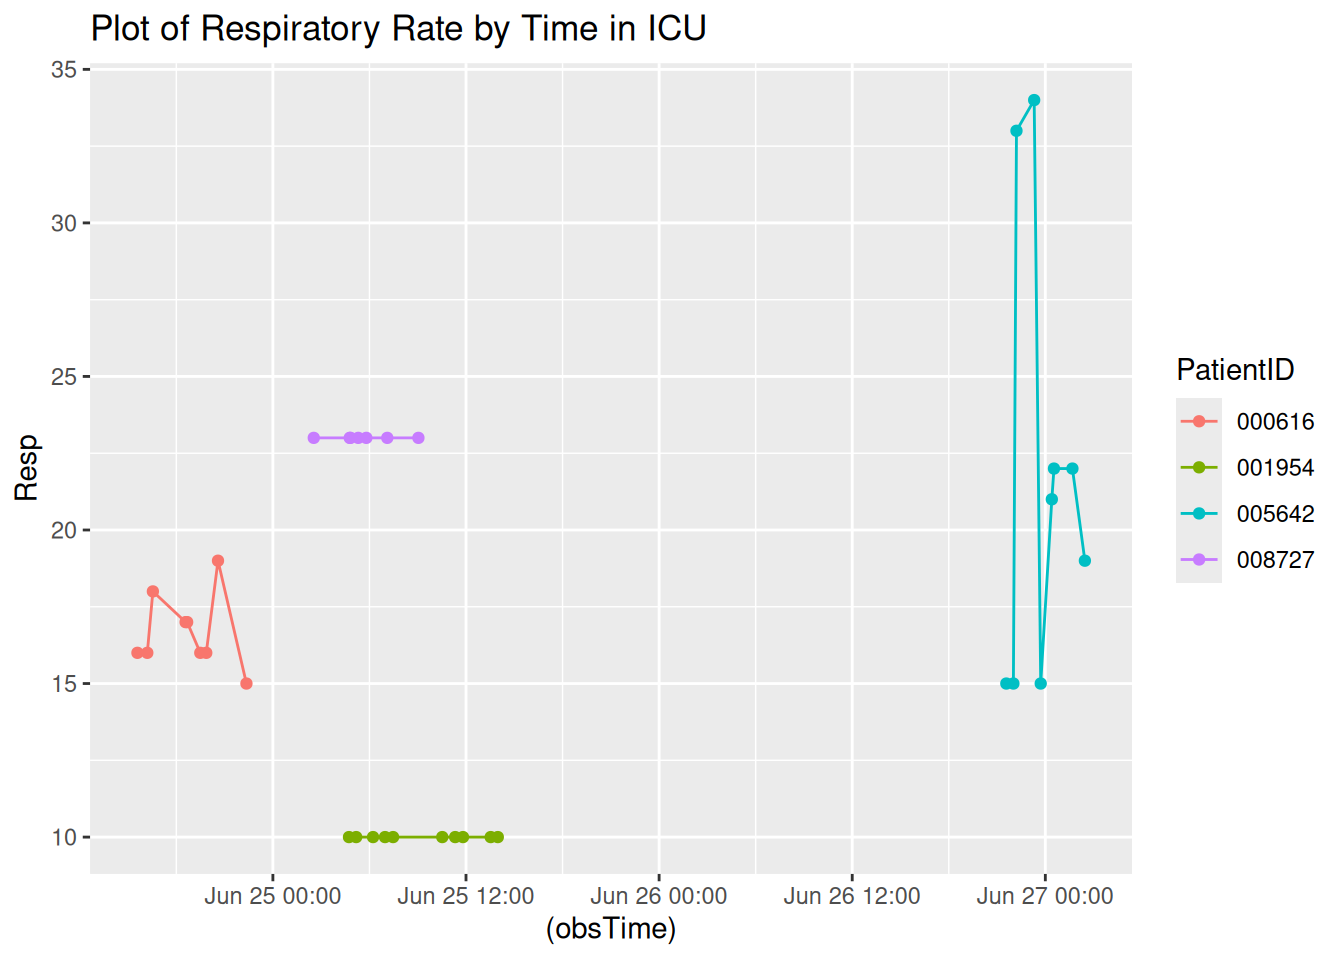 Plot of Respiratory Rate by Time in ICU
35
30
25
20
15
10
Resp
Jun 25 00:00
Jun 25 12:00
Jun 26 00:00
Jun 26 12:00
Jun 27 00:00
(obsTime)
PatientID
000616
001954
005642
008727